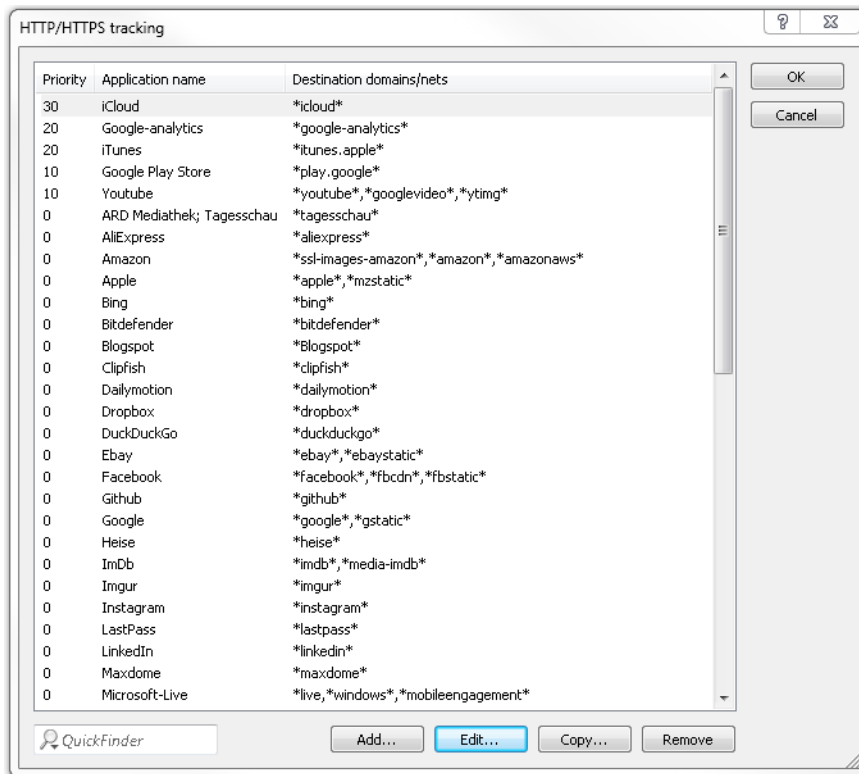 HTTP/HTTPS tracking
Priority Application name Destination domains/nets
30 iCloud *icloud*
20 Google-analytics *google-analytics*
20 iTunes *itunes.apple*
10 Google Play Store *play.google*
10 Youtube *youtube*,*googlevideo*,*ytimg*
0 ARD Mediathek; Tagesschau *tagesschau*
0 AliExpress *aliexpress*
0 Amazon *ssl-images-amazon*,*amazon*,*amazonaws*
0 Apple *apple*,*mzstatic*
0 Bing *bing*
0 Bitdefender *bitdefender*
0 Blogspot *Blogspot*
0 Clipfish *clipfish*
0 Dailymotion *dailymotion*
0 Dropbox *dropbox*
0 DuckDuckGo *duckduckgo*
0 Ebay *ebay*,*ebaystatic*
0 Facebook *facebook*,*fbcdn*,*fbstatic*
0 Github *github*
0 Google *google*,*gstatic*
0 Heise *heise*
0 ImDb *imdb*,*media-imdb*
0 Imgur *imgur*
0 Instagram *instagram*
0 LastPass *lastpass*
0 LinkedIn *linkedin*
0 Maxdome *maxdome*
0 Microsoft-Live *live,*windows*,*mobileengagement*
OK
Cancel
QuickFinder
Add... Edit... Copy... Remove